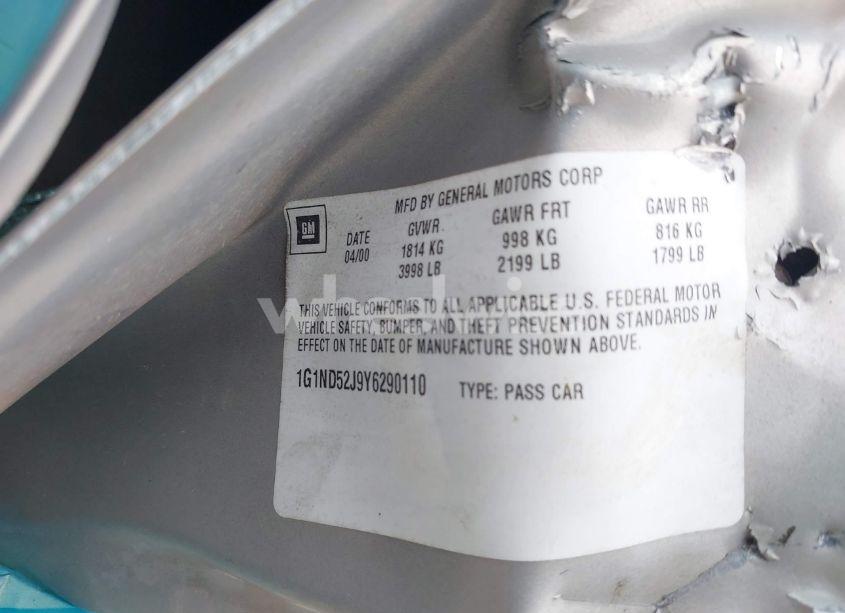 MFD BY GENERAL MOTORS CORP
GM
DATE GVWR GAWR FRT GAWR RR
04/00 1814 KG 998 KG 816 KG
3998 LB 2199 LB 1799 LB
THIS VEHICLE CONFORMS TO ALL APPLICABLE U.S. FEDERAL MOTOR
VEHICLE SAFETY, BUMPER, AND THEFT PREVENTION STANDARDS IN
EFFECT ON THE DATE OF MANUFACTURE SHOWN ABOVE.
1G1ND52J9Y6290110 TYPE: PASS CAR